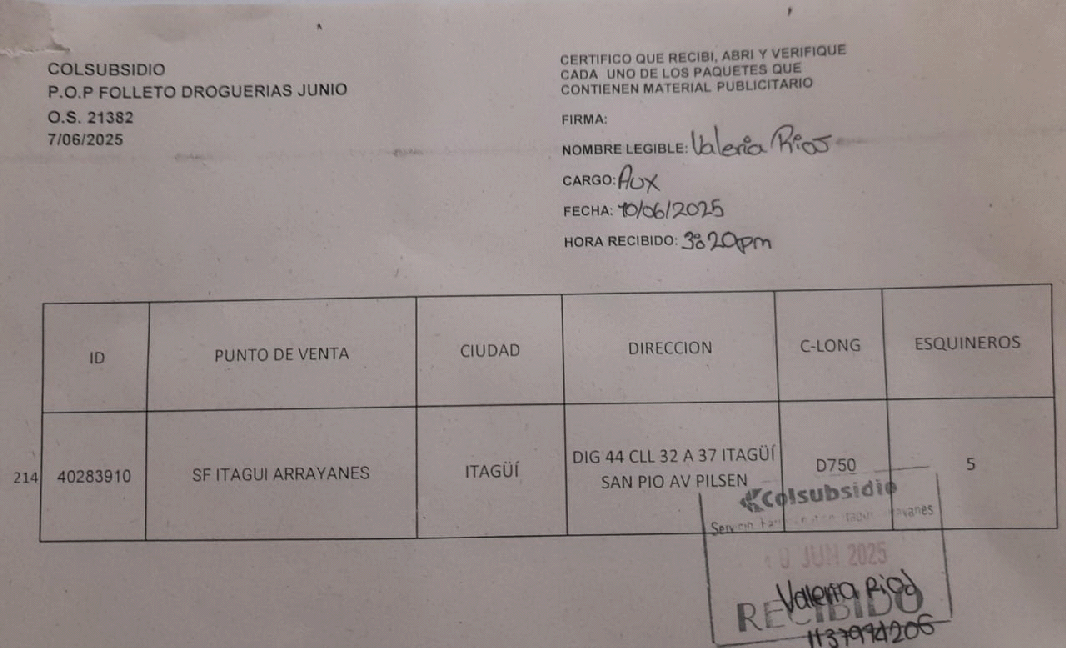 COLSUBSIDIO
P.O.P FOLLETO DROGUERIAS JUNIO
O.S. 21382
7/06/2025
CERTIFICO QUE RECIBI, ABRI Y VERIFIQUE
CADA UNO DE LOS PAQUETES QUE
CONTIENEN MATERIAL PUBLICITARIO
FIRMA:
NOMBRE LEGIBLE: Valeria Rios
CARGO: Aux
FECHA: 10/06/2025
HORA RECIBIDO: 3:20pm
ID PUNTO DE VENTA CIUDAD DIRECCION C-LONG ESQUINEROS
214 40283910 SF ITAGUI ARRAYANES ITAGÜÍ DIG 44 CLL 32 A 37 ITAGÜÍ D750 5
SAN PIO AV PILSEN
Colsubsidio
JUN 2025
Valeria Rios
RECIBIDO